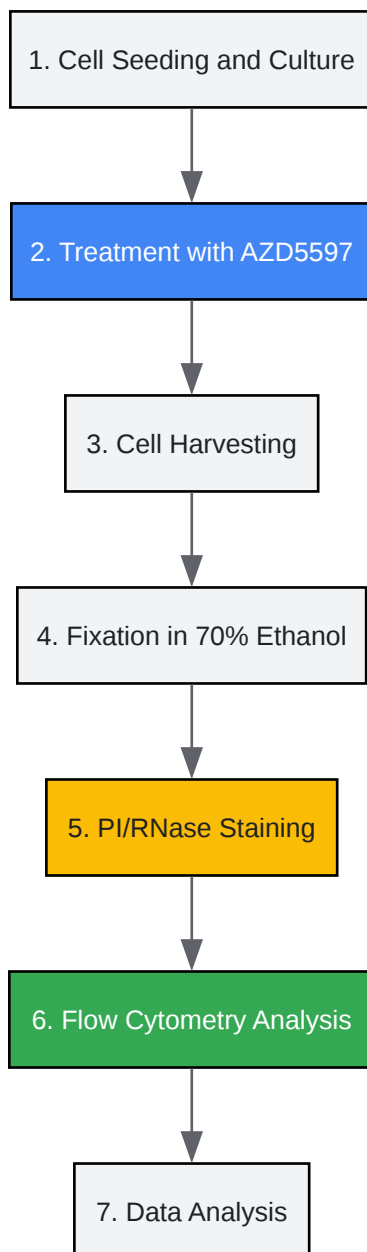 1. Cell Seeding and Culture
2. Treatment with AZD5597
3. Cell Harvesting
4. Fixation in 70% Ethanol
5. PI/RNase Staining
6. Flow Cytometry Analysis
7. Data Analysis